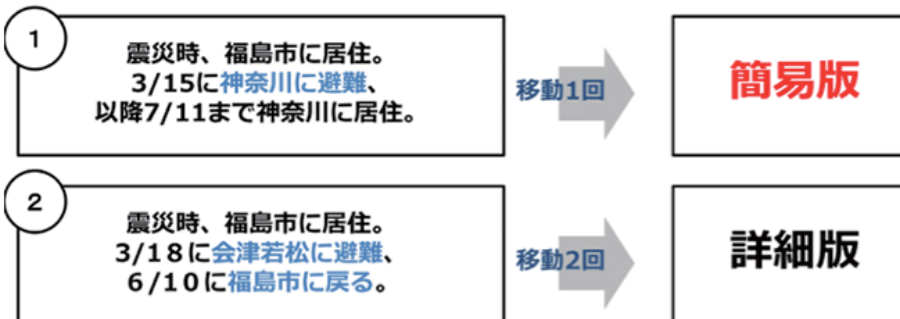 1
震災時、福島市に居住。
3/15に神奈川に避難、
以降7/11まで神奈川に居住。
移動1回
簡易版
2
震災時、福島市に居住。
3/18に会津若松に避難、
6/10に福島市に戻る。
移動2回
詳細版